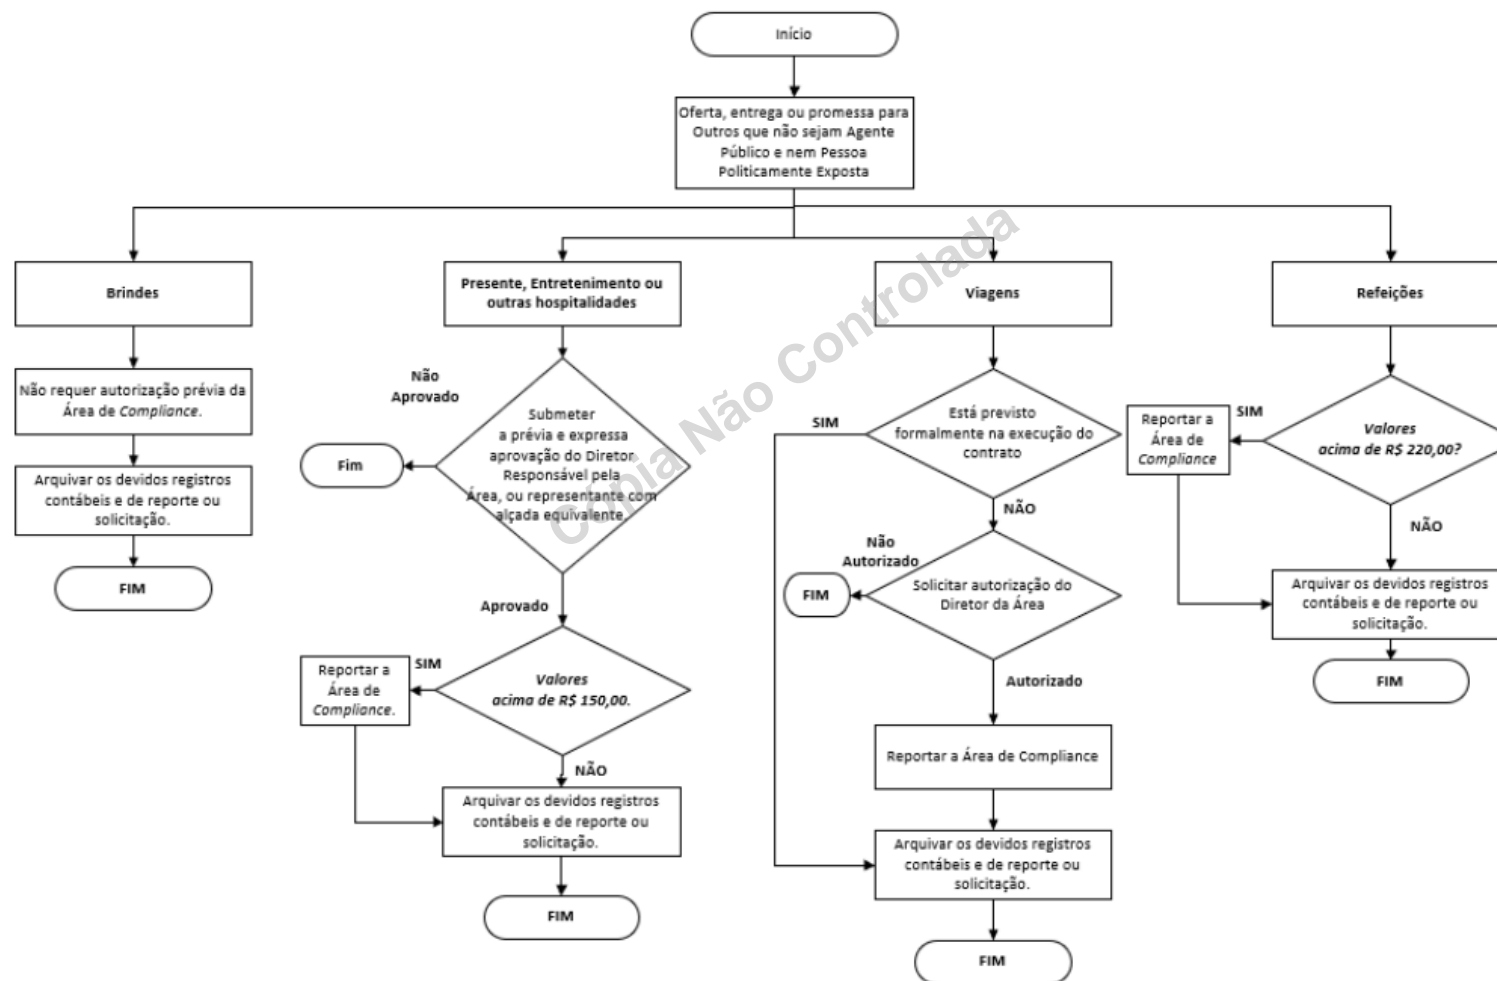 Início
Oferta, entrega ou promessa para
Outros que não sejam Agente
Público e nem Pessoa
Politicamente Exposta
Brindes
Não requer autorização prévia da
Área de Compliance.
Arquivar os devidos registros
contábeis e de reporte ou
solicitação.
FIM
Presente, Entretenimento ou
outras hospitalidades
Não
Aprovado
Submeter
a prévia e expressa
aprovação do Diretor
Responsável pela
Área, ou representante com
alçada equivalente.
Fim
Aprovado
Valores
acima de R$ 150,00.
SIM
Reportar a
Área de
Compliance.
NÃO
Arquivar os devidos registros
contábeis e de reporte ou
solicitação.
FIM
Viagens
Está previsto
formalmente na execução do
contrato
SIM
NÃO
Não
Autorizado
Solicitar autorização do
Diretor da Área
FIM
Autorizado
Reportar a Área de Compliance
Arquivar os devidos registros
contábeis e de reporte ou
solicitação.
FIM
Refeições
Valores
acima de R$ 220,00?
SIM
Reportar a
Área de
Compliance
NÃO
Arquivar os devidos registros
contábeis e de reporte ou
solicitação.
FIM
Cópia Não Controlada